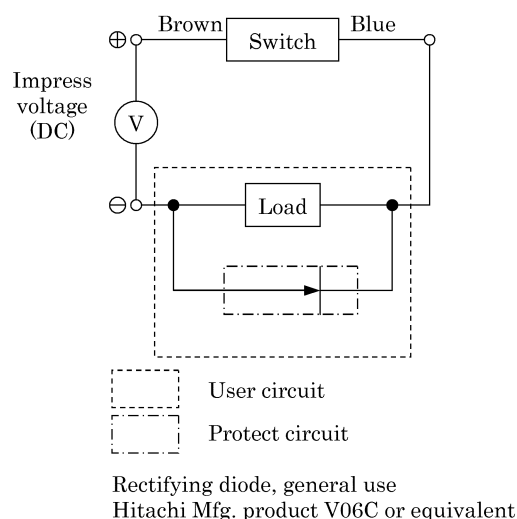 Brown
Switch
Blue
⊕
Impress
voltage
(DC)
V
⊖
Load
User circuit
Protect circuit
Rectifying diode, general use
Hitachi Mfg. product V06C or equivalent